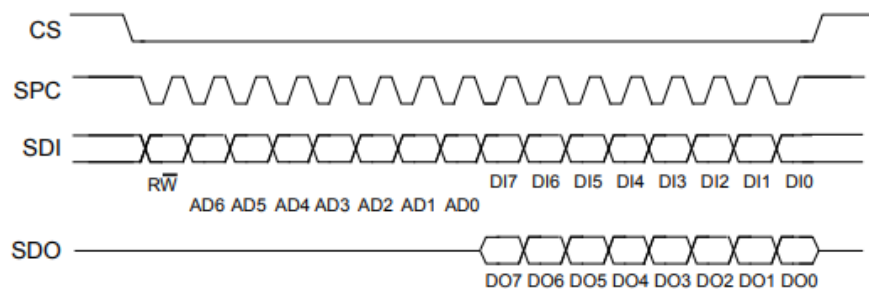 CS
SPC
SDI
RW̅ DI7 DI6 DI5 DI4 DI3 DI2 DI1 DI0
AD6 AD5 AD4 AD3 AD2 AD1 AD0
SDO
DO7 DO6 DO5 DO4 DO3 DO2 DO1 DO0